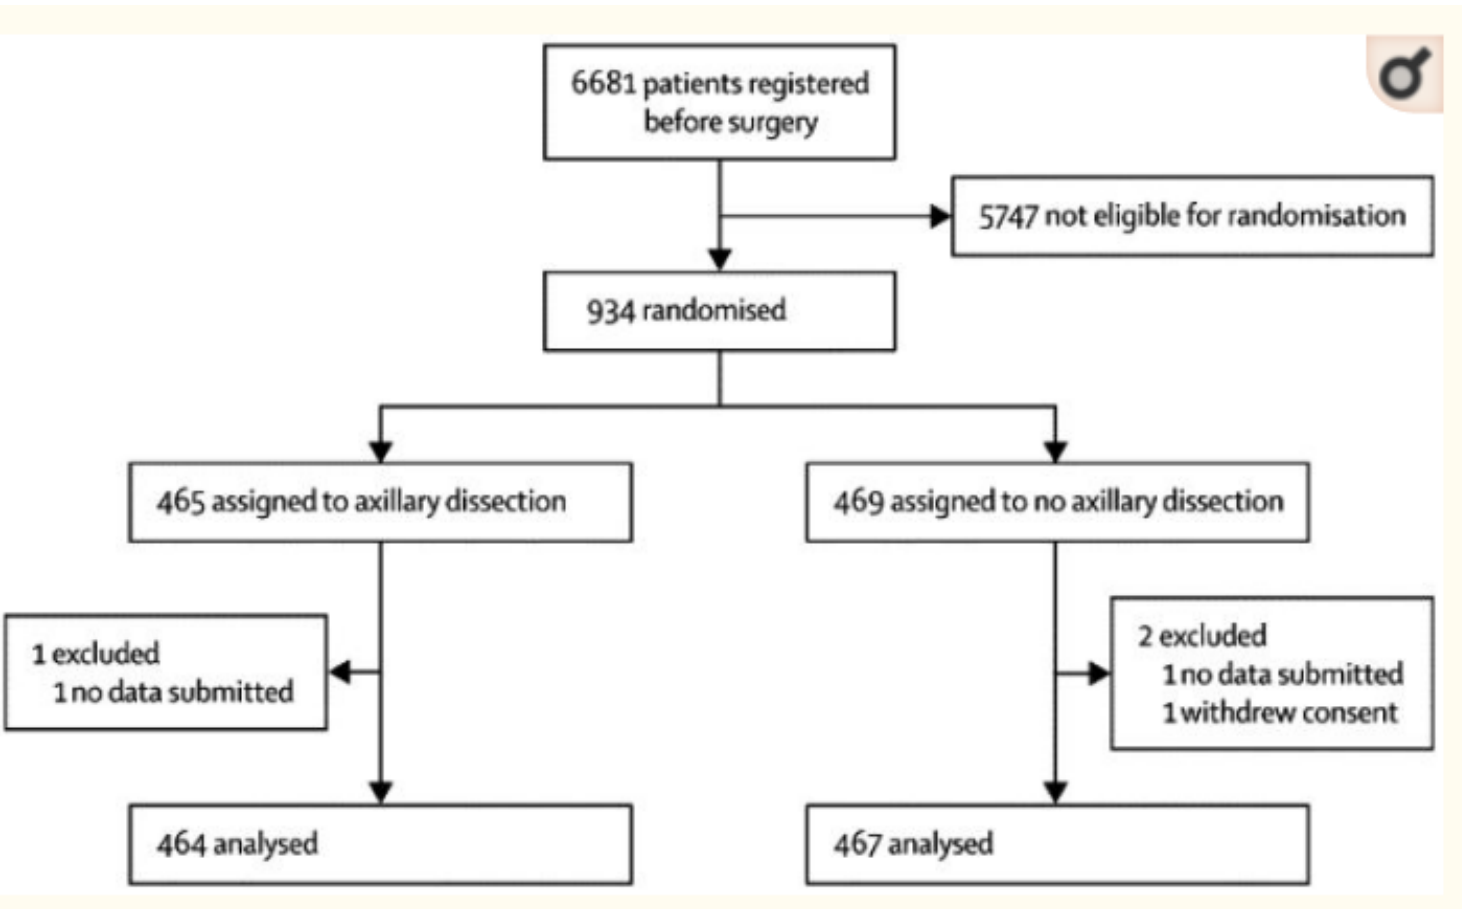 6681 patients registered
before surgery
5747 not eligible for randomisation
934 randomised
465 assigned to axillary dissection
469 assigned to no axillary dissection
1 excluded
1 no data submitted
2 excluded
1 no data submitted
1 withdrew consent
464 analysed
467 analysed